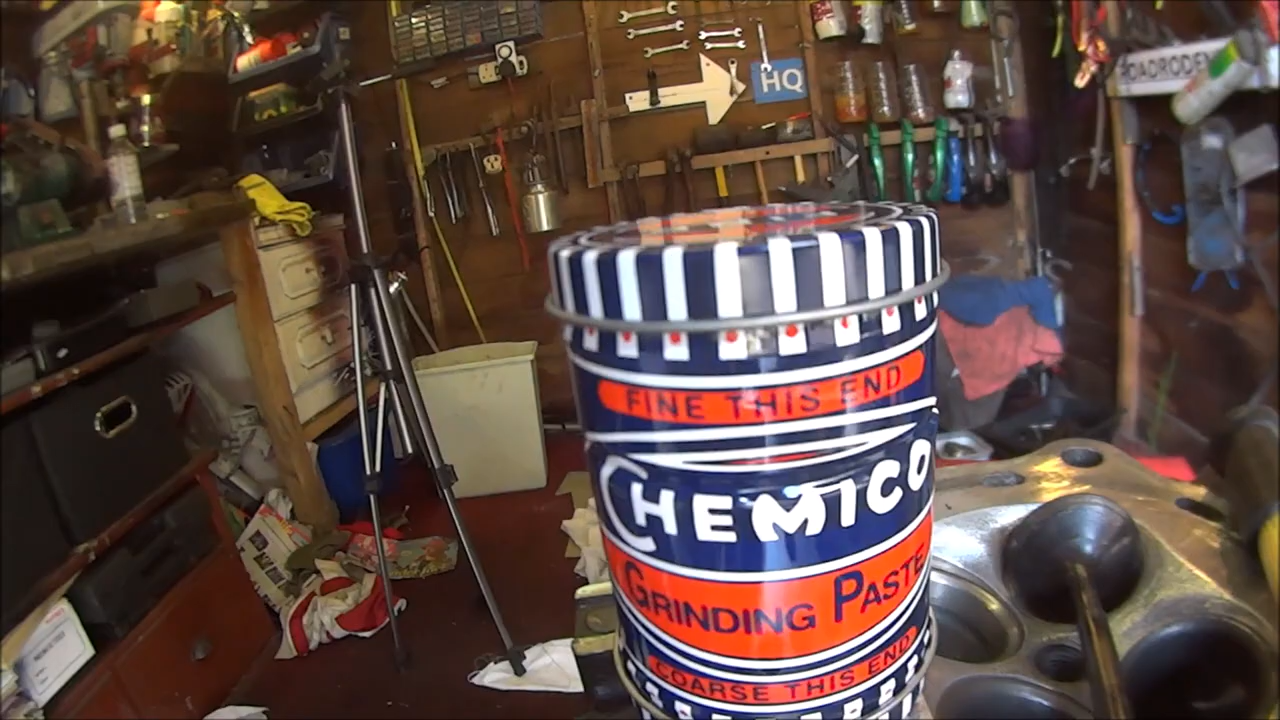 HQ
FINE THIS END
CHEMICO
GRINDING PASTE
COARSE THIS END